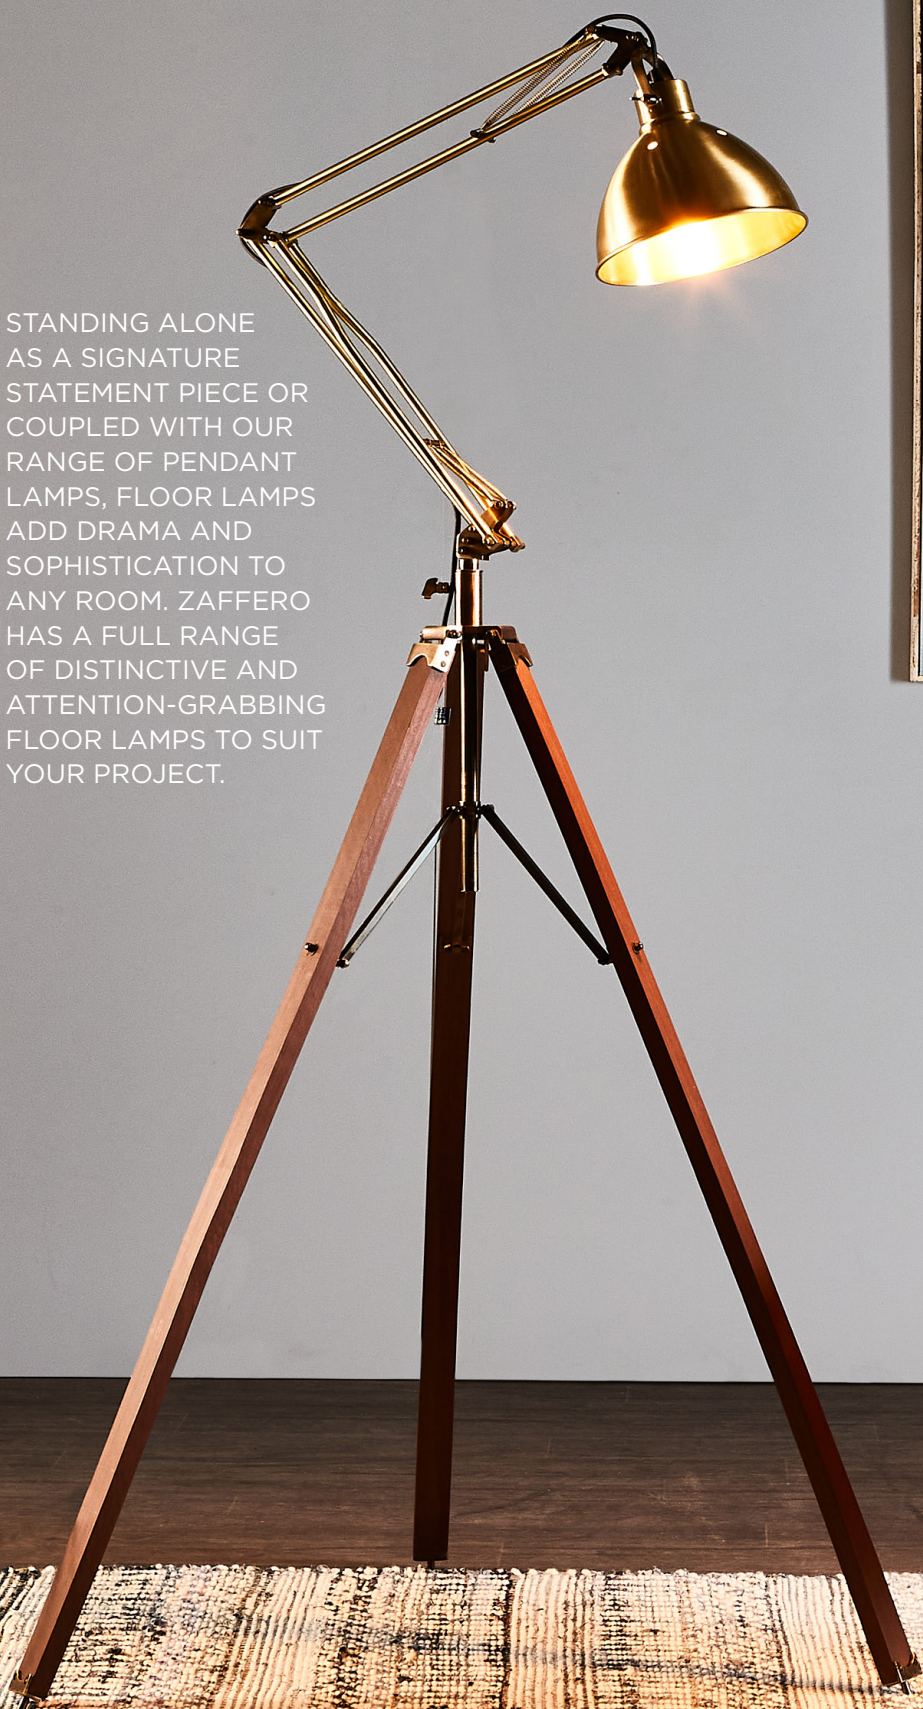 STANDING ALONE
AS A SIGNATURE
STATEMENT PIECE OR
COUPLED WITH OUR
RANGE OF PENDANT
LAMPS, FLOOR LAMPS
ADD DRAMA AND
SOPHISTICATION TO
ANY ROOM. ZAFFERO
HAS A FULL RANGE
OF DISTINCTIVE AND
ATTENTION-GRABBING
FLOOR LAMPS TO SUIT
YOUR PROJECT.